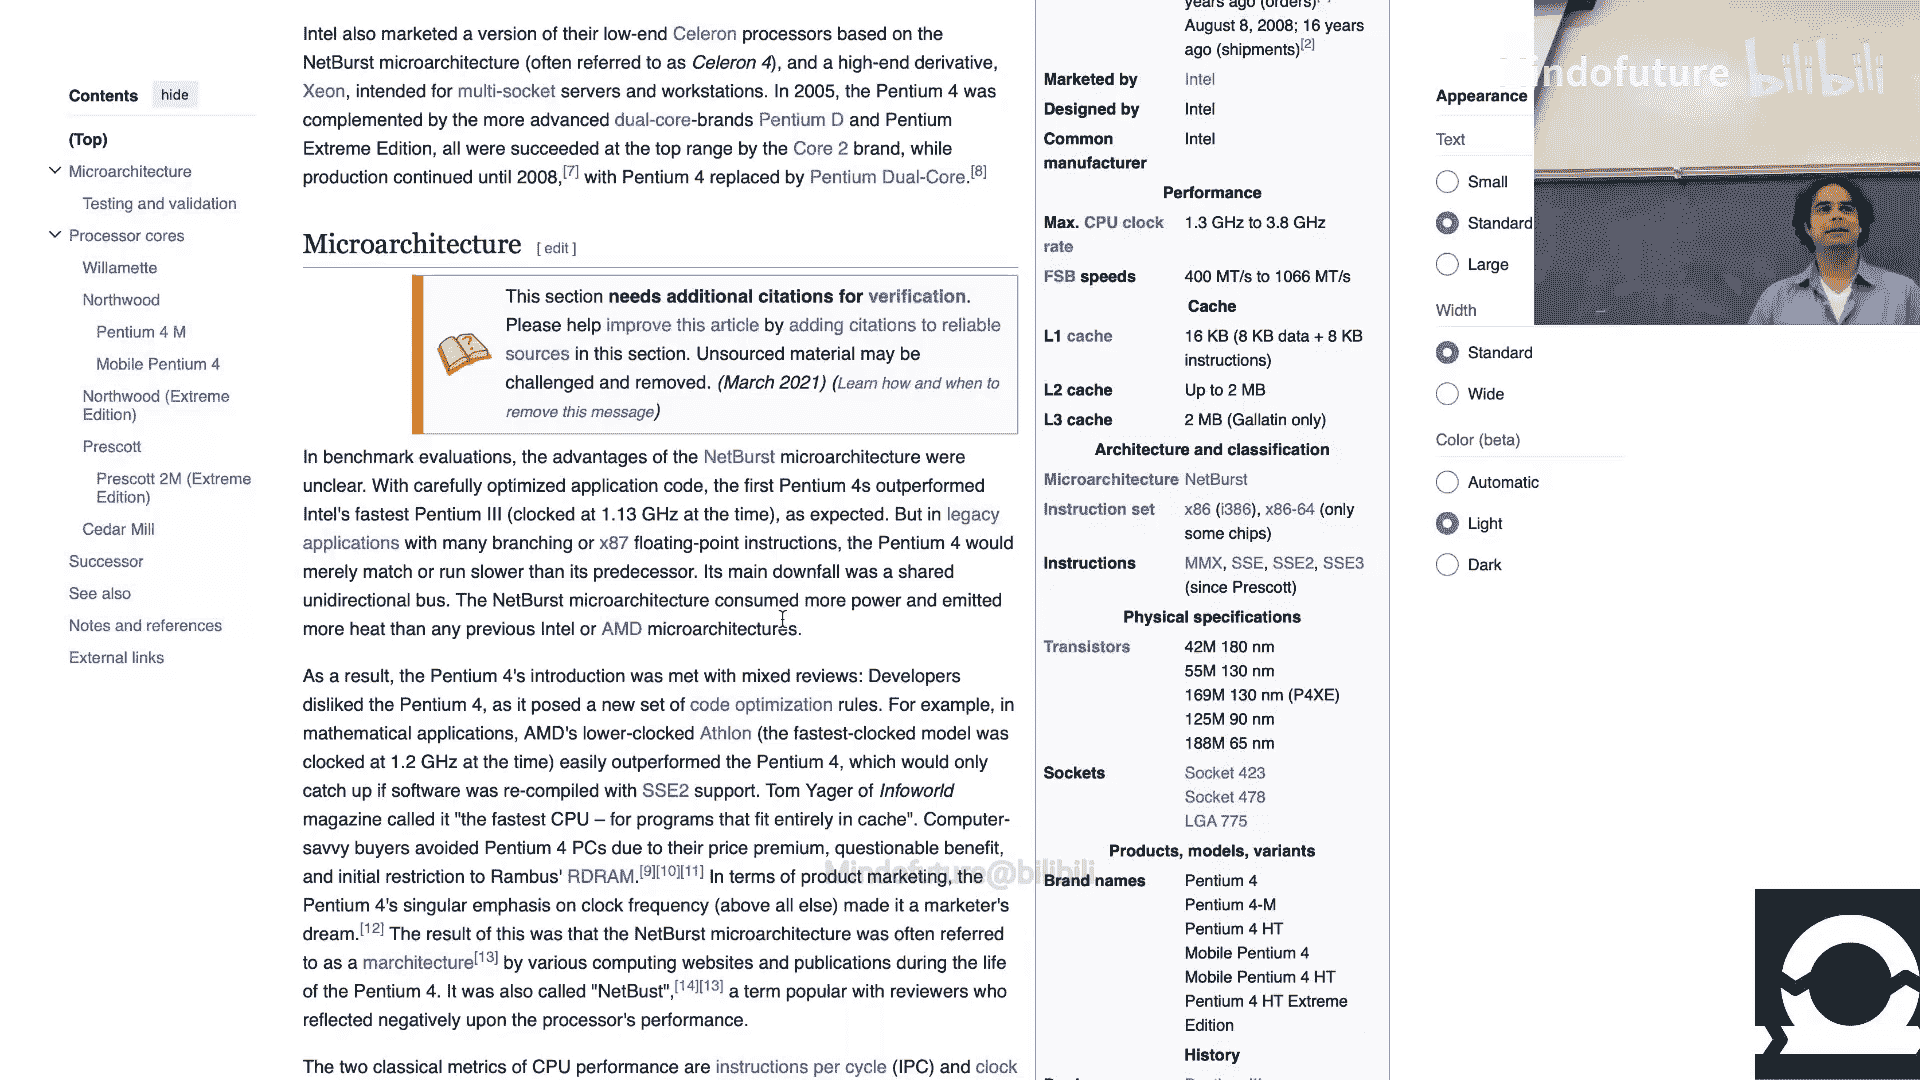 Contents hide
(Top)
Microarchitecture
Testing and validation
Processor cores
Willamette
Northwood
Pentium 4 M
Mobile Pentium 4
Northwood (Extreme
Edition)
Prescott
Prescott 2M (Extreme
Edition)
Cedar Mill
Successor
See also
Notes and references
External links
Intel also marketed a version of their low-end Celeron processors based on the
NetBurst microarchitecture (often referred to as Celeron 4), and a high-end derivative,
Xeon, intended for multi-socket servers and workstations. In 2005, the Pentium 4 was
complemented by the more advanced dual-core-brands Pentium D and Pentium
Extreme Edition, all were succeeded at the top range by the Core 2 brand, while
production continued until 2008,[7] with Pentium 4 replaced by Pentium Dual-Core.[8]
Microarchitecture [ edit ]
This section needs additional citations for verification.
Please help improve this article by adding citations to reliable
sources in this section. Unsourced material may be
challenged and removed. (March 2021) (Learn how and when to
remove this message)
In benchmark evaluations, the advantages of the NetBurst microarchitecture were
unclear. With carefully optimized application code, the first Pentium 4s outperformed
Intel's fastest Pentium III (clocked at 1.13 GHz at the time), as expected. But in legacy
applications with many branching or x87 floating-point instructions, the Pentium 4 would
merely match or run slower than its predecessor. Its main downfall was a shared
unidirectional bus. The NetBurst microarchitecture consumed more power and emitted
more heat than any previous Intel or AMD microarchitectures.
As a result, the Pentium 4's introduction was met with mixed reviews: Developers
disliked the Pentium 4, as it posed a new set of code optimization rules. For example, in
mathematical applications, AMD's lower-clocked Athlon (the fastest-clocked model was
clocked at 1.2 GHz at the time) easily outperformed the Pentium 4, which would only
catch up if software was re-compiled with SSE2 support. Tom Yager of Infoworld
magazine called it "the fastest CPU – for programs that fit entirely in cache". Computer-
savvy buyers avoided Pentium 4 PCs due to their price premium, questionable benefit,
and initial restriction to Rambus' RDRAM.[9][10][11] In terms of product marketing, the
Pentium 4's singular emphasis on clock frequency (above all else) made it a marketer's
dream.[12] The result of this was that the NetBurst microarchitecture was often referred
to as a marchitecture[13] by various computing websites and publications during the life
of the Pentium 4. It was also called "NetBust",[14][13] a term popular with reviewers who
reflected negatively upon the processor's performance.
The two classical metrics of CPU performance are instructions per cycle (IPC) and clock
years ago (orders)
August 8, 2008; 16 years
ago (shipments)[2]
Marketed by Intel
Designed by Intel
Common Intel
manufacturer
Performance
Max. CPU clock 1.3 GHz to 3.8 GHz
rate
FSB speeds 400 MT/s to 1066 MT/s
Cache
L1 cache 16 KB (8 KB data + 8 KB
instructions)
L2 cache Up to 2 MB
L3 cache 2 MB (Gallatin only)
Architecture and classification
Microarchitecture NetBurst
Instruction set x86 (i386), x86-64 (only
some chips)
Instructions MMX, SSE, SSE2, SSE3
(since Prescott)
Physical specifications
Transistors 42M 180 nm
55M 130 nm
169M 130 nm (P4XE)
125M 90 nm
188M 65 nm
Sockets Socket 423
Socket 478
LGA 775
Products, models, variants
Brand names Pentium 4
Pentium 4-M
Pentium 4 HT
Mobile Pentium 4
Mobile Pentium 4 HT
Pentium 4 HT Extreme
Edition
History
Appearance
Text
Small
Standard
Large
Width
Standard
Wide
Color (beta)
Automatic
Light
Dark
Mindofuture bilibili
Mindofuture@bilibili